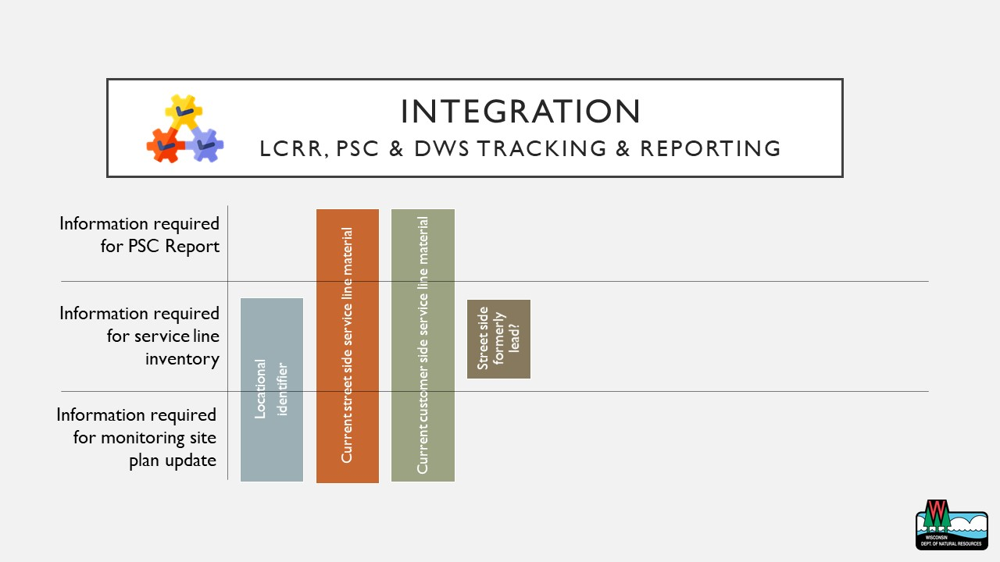 INTEGRATION
LCRR, PSC & DWS TRACKING & REPORTING
Information required
for PSC Report
Information required
for service line
inventory
Information required
for monitoring site
plan update
Locational
identifier
Current street side service line material
Current customer side service line material
Street side
formerly
lead?
WISCONSIN
DEPT. OF NATURAL RESOURCES